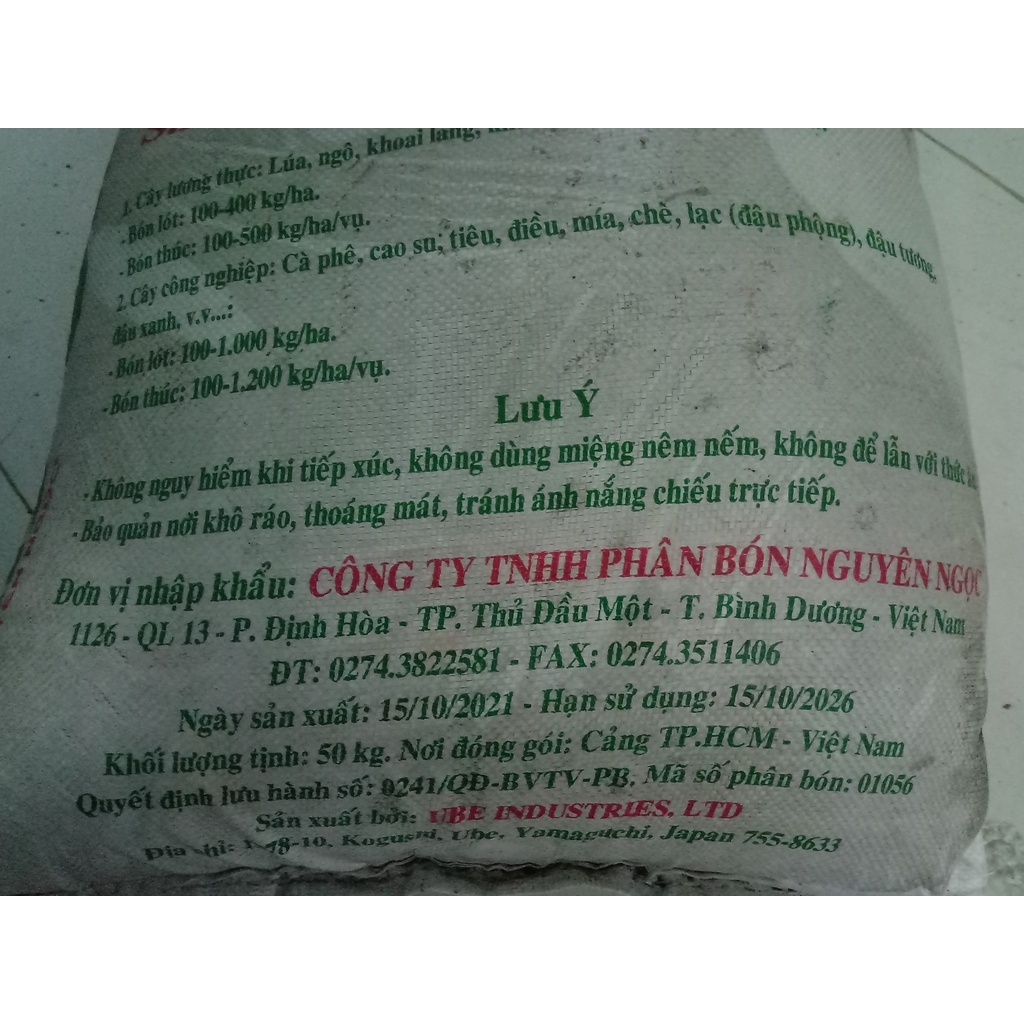 1. Cây lương thực: Lúa, ngô, khoai lang,
- Bón lót: 100-400 kg/ha.
- Bón thúc: 100-500 kg/ha/vụ.
2. Cây công nghiệp: Cà phê, cao su, tiêu, điều, mía, chè, lạc (đậu phộng), đậu tương,
đậu xanh, v.v...:
- Bón lót: 100-1.000 kg/ha.
- Bón thúc: 100-1.200 kg/ha/vụ.
Lưu Ý
- Không nguy hiểm khi tiếp xúc, không dùng miệng nêm nếm, không để lẫn với thức
- Bảo quản nơi khô ráo, thoáng mát, tránh ánh nắng chiếu trực tiếp.
Đơn vị nhập khẩu: CÔNG TY TNHH PHÂN BÓN NGUYÊN NGỌC
1126 - QL 13 - P. Định Hòa - TP. Thủ Dầu Một - T. Bình Dương - Việt Nam
ĐT: 0274.3822581 - FAX: 0274.3511406
Ngày sản xuất: 15/10/2021 - Hạn sử dụng: 15/10/2026
Khối lượng tịnh: 50 kg. Nơi đóng gói: Cảng TP.HCM - Việt Nam
Quyết định lưu hành số: 0241/QĐ-BVTV-PB. Mã số phân bón: 01056
Sản xuất bởi: UBE INDUSTRIES, LTD
Địa chỉ: Kogushi, Ube, Yamaguchi, Japan 755-8633